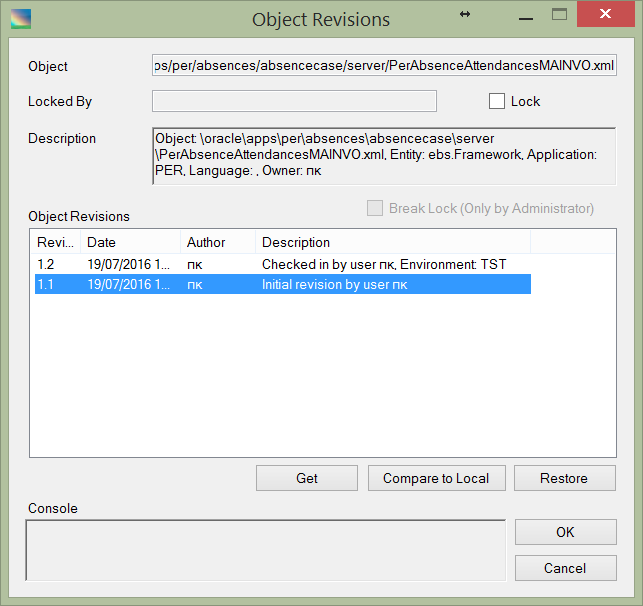 Object Revisions
Object
ps/per/absences/absencecase/server/PerAbsenceAttendancesMAINVO.xml
Locked By
Lock
Description
Object: \oracle\apps\per\absences\absencecase\server
\PerAbsenceAttendancesMAINVO.xml, Entity: ebs.Framework, Application:
PER, Language: , Owner: пк
Break Lock (Only by Administrator)
Object Revisions
Revi... Date Author Description
1.2 19/07/2016 1... пк Checked in by user пк, Environment: TST
1.1 19/07/2016 1... пк Initial revision by user пк
Get Compare to Local Restore
Console
OK
Cancel